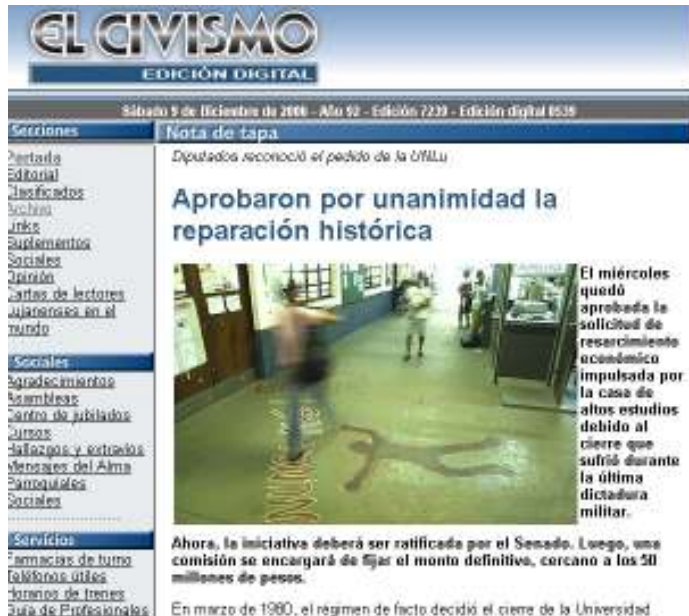 EL CIVISMO
EDICIÓN DIGITAL
Sábado 9 de Diciembre de 2006 - Año 92 - Edición 7239 - Edición digital 0539
Secciones
Portada
Editorial
Clasificados
Archivo
Links
Suplementos
Sociales
Opinión
Cartas de lectores
Lujanenses en el
mundo
Sociales
Agradecimientos
Asambleas
Centro de jubilados
Cursos
Hallazgos y extravíos
Mensajes del Alma
Parroquiales
Sociales
Servicios
Farmacias de turno
Teléfonos útiles
Horarios de trenes
Guía de Profesionales
Nota de tapa
Diputados reconoció el pedido de la UNLu
Aprobaron por unanimidad la
reparación histórica
El miércoles
quedó
aprobada la
solicitud de
resarcimiento
económico
impulsada por
la casa de
altos estudios
debido al
cierre que
sufrió durante
la última
dictadura
militar.
Ahora, la iniciativa deberá ser ratificada por el Senado. Luego, una
comisión se encargará de fijar el monto definitivo, cercano a los 50
millones de pesos.
En marzo de 1980, el régimen de facto decidió el cierre de la Universidad